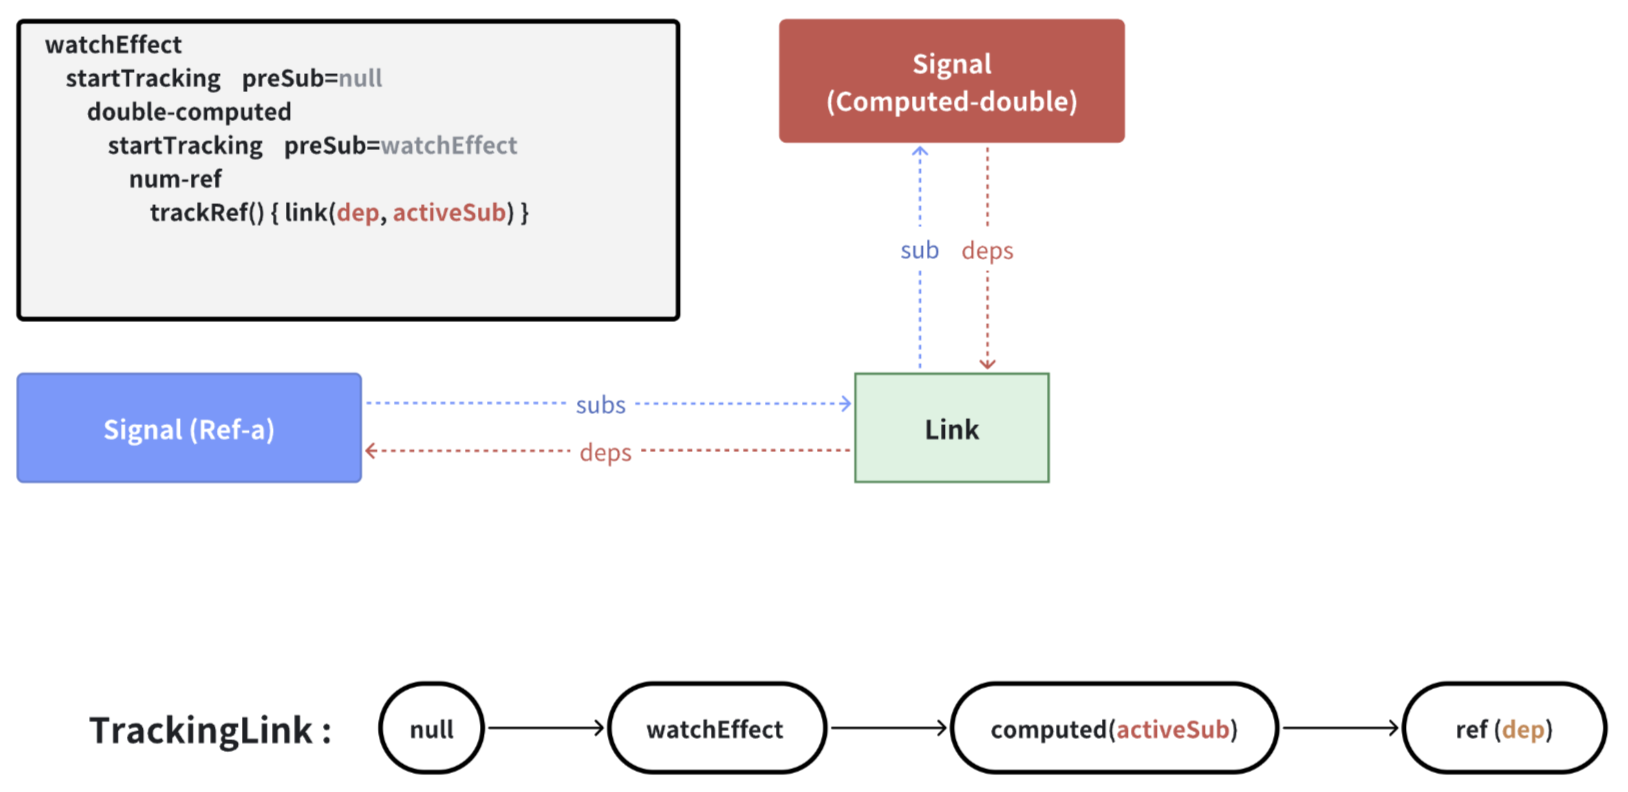 watchEffect
startTracking preSub=null
double-computed
startTracking preSub=watchEffect
num-ref
trackRef() { link(dep, activeSub) }
Signal
(Computed-double)
sub deps
Signal (Ref-a)
subs
deps
Link
TrackingLink : null watchEffect computed(activeSub) ref (dep)